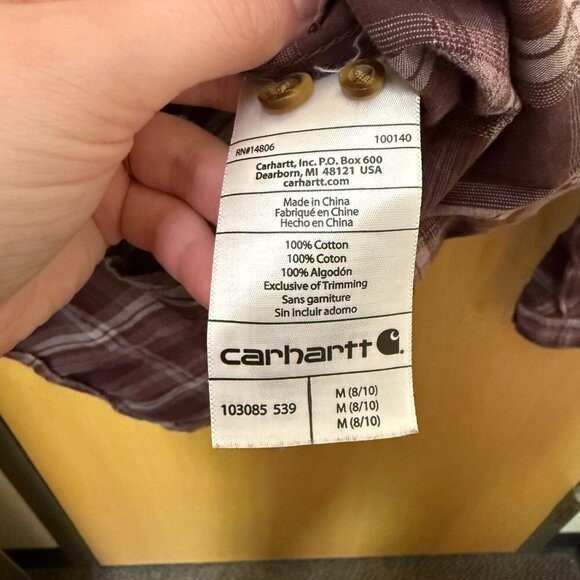 RN#14806 100140
Carhartt, Inc. P.O. Box 600
Dearborn, MI 48121 USA
carhartt.com
Made in China
Fabriqué en Chine
Hecho en China
100% Cotton
100% Coton
100% Algodón
Exclusive of Trimming
Sans garniture
Sin incluir adorno
carhartt
103085 539
M (8/10)
M (8/10)
M (8/10)